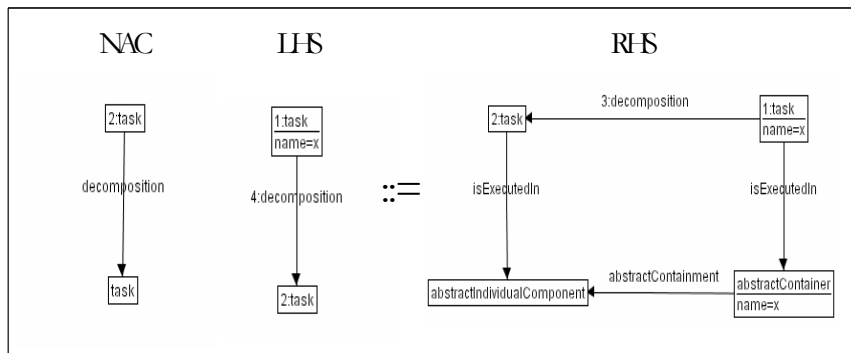 NAC
LHS
RHS
2:task
decomposition
task
1:task
name=x
4:decomposition
2:task
::=
3:decomposition
2:task
1:task
name=x
isExecutedIn
isExecutedIn
abstractContainment
abstractIndividualComponent
abstractContainer
name=x